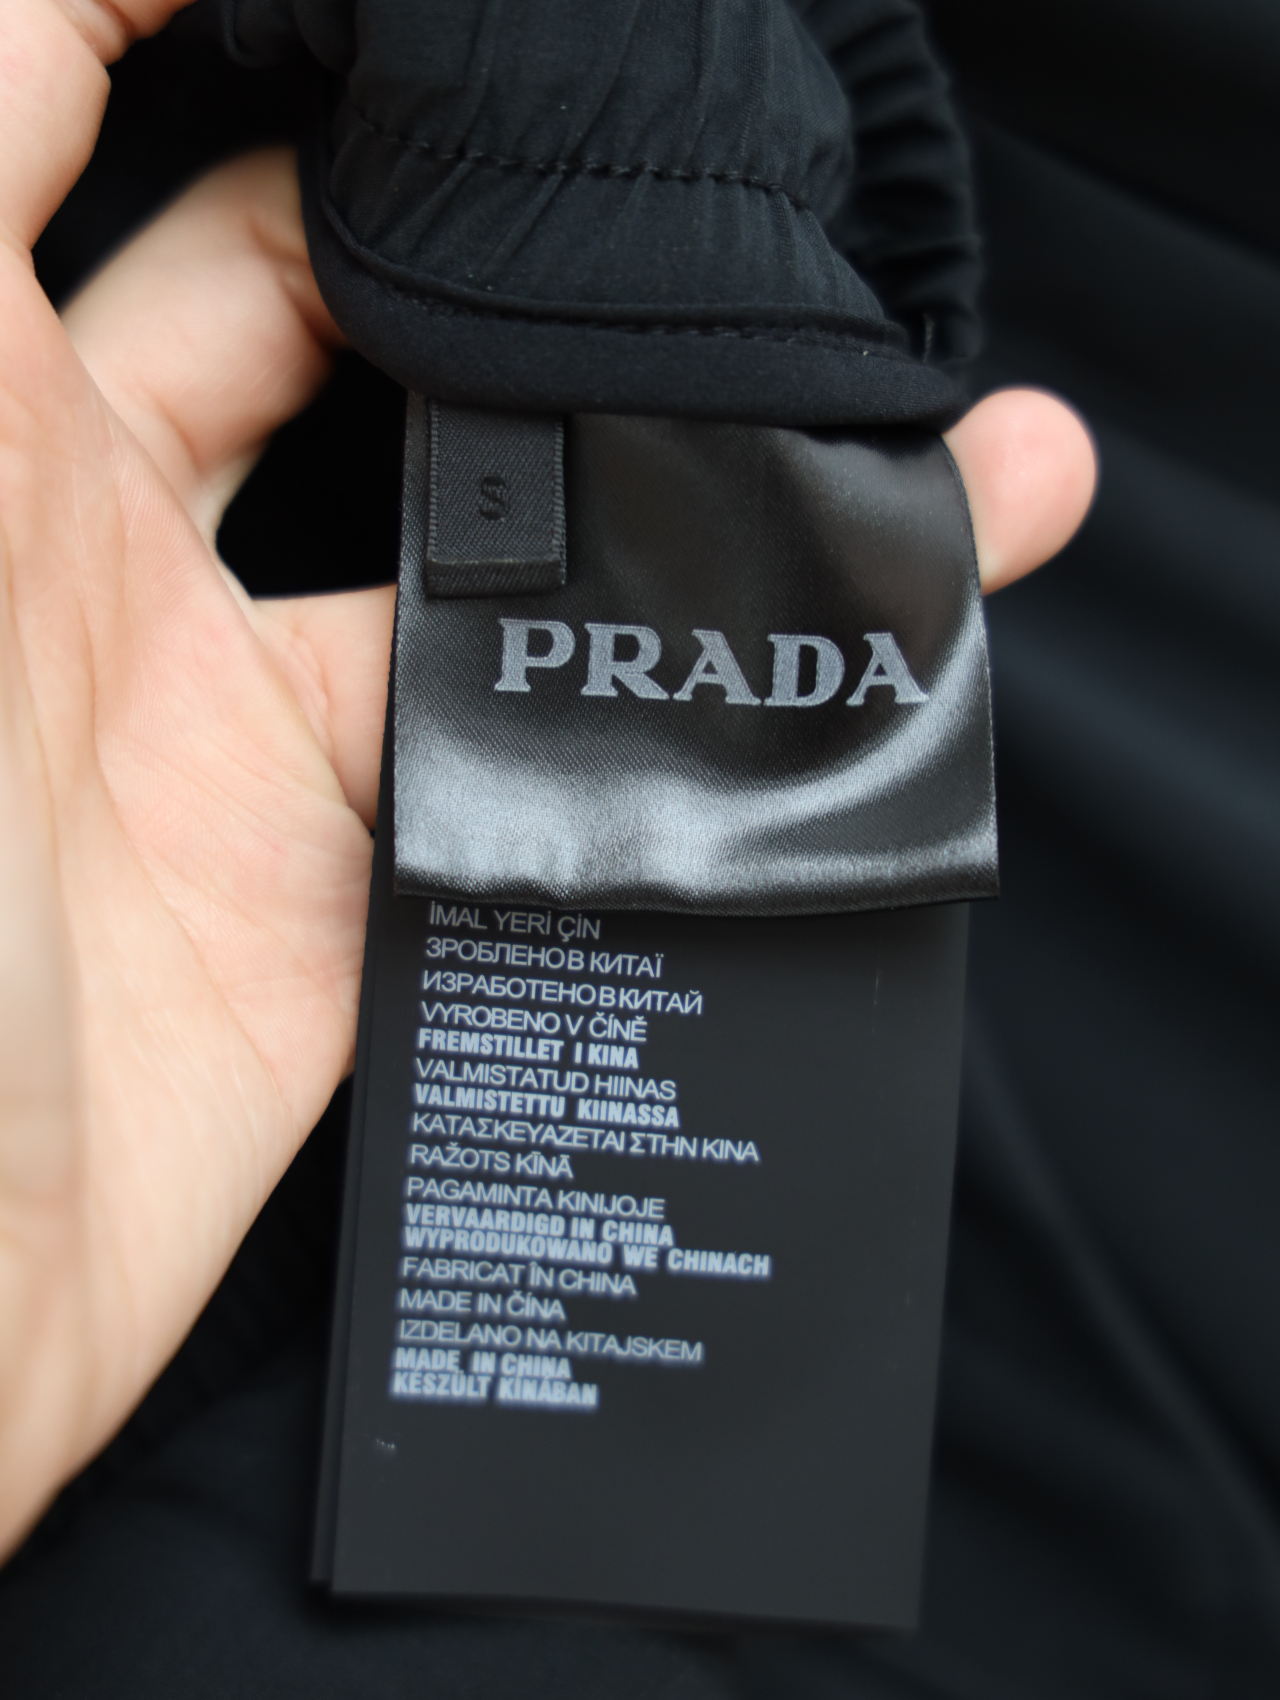 S
PRADA
İMAL YERİ ÇİN
ЗРОБЛЕНО В КИТАЇ
ИЗРАБОТЕНО В КИТАЙ
VYROBENO V ČÍNĚ
FREMSTILLET I KINA
VALMISTATUD HIINAS
VALMISTETTU KIINASSA
ΚΑΤΑΣΚΕΥΑΖΕΤΑΙ ΣΤΗΝ ΚΙΝΑ
RAŽOTS KĪNĀ
PAGAMINTA KINIJOJE
VERVAARDIGD IN CHINA
WYPRODUKOWANO WE CHINACH
FABRICAT ÎN CHINA
MADE IN ČÍNA
IZDELANO NA KITAJSKEM
MADE IN CHINA
KÉSZÜLT KÍNÁBAN